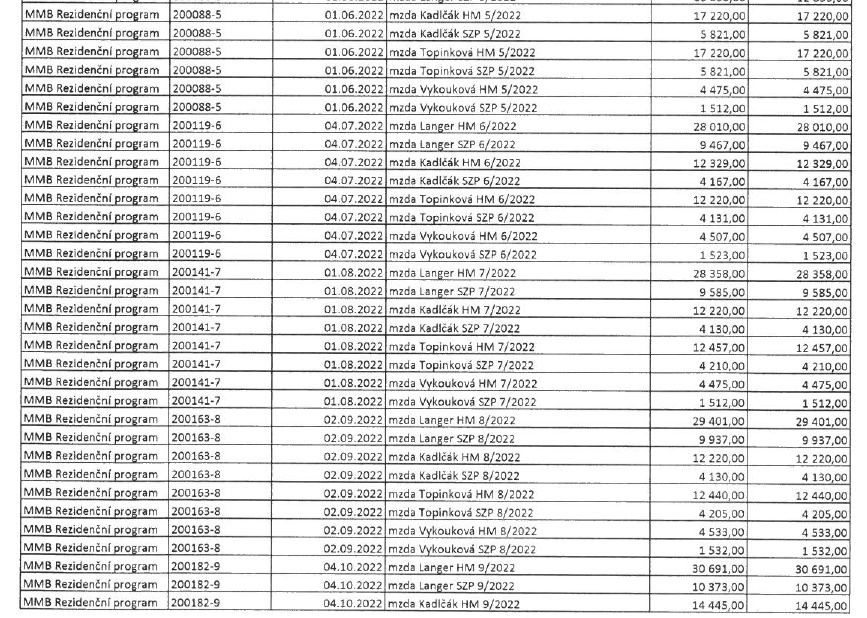 MMB Rezidenční program 200088-5 01.06.2022 mzda Kadlčák HM 5/2022 17 220,00 17 220,00
MMB Rezidenční program 200088-5 01.06.2022 mzda Kadlčák SZP 5/2022 5 821,00 5 821,00
MMB Rezidenční program 200088-5 01.06.2022 mzda Topinková HM 5/2022 17 220,00 17 220,00
MMB Rezidenční program 200088-5 01.06.2022 mzda Topinková SZP 5/2022 5 821,00 5 821,00
MMB Rezidenční program 200088-5 01.06.2022 mzda Vykouková HM 5/2022 4 475,00 4 475,00
MMB Rezidenční program 200088-5 01.06.2022 mzda Vykouková SZP 5/2022 1 512,00 1 512,00
MMB Rezidenční program 200119-6 04.07.2022 mzda Langer HM 6/2022 28 010,00 28 010,00
MMB Rezidenční program 200119-6 04.07.2022 mzda Langer SZP 6/2022 9 467,00 9 467,00
MMB Rezidenční program 200119-6 04.07.2022 mzda Kadlčák HM 6/2022 12 329,00 12 329,00
MMB Rezidenční program 200119-6 04.07.2022 mzda Kadlčák SZP 6/2022 4 167,00 4 167,00
MMB Rezidenční program 200119-6 04.07.2022 mzda Topinková HM 6/2022 12 220,00 12 220,00
MMB Rezidenční program 200119-6 04.07.2022 mzda Topinková SZP 6/2022 4 131,00 4 131,00
MMB Rezidenční program 200119-6 04.07.2022 mzda Vykouková HM 6/2022 4 507,00 4 507,00
MMB Rezidenční program 200119-6 04.07.2022 mzda Vykouková SZP 6/2022 1 523,00 1 523,00
MMB Rezidenční program 200141-7 01.08.2022 mzda Langer HM 7/2022 28 358,00 28 358,00
MMB Rezidenční program 200141-7 01.08.2022 mzda Langer SZP 7/2022 9 585,00 9 585,00
MMB Rezidenční program 200141-7 01.08.2022 mzda Kadlčák HM 7/2022 12 220,00 12 220,00
MMB Rezidenční program 200141-7 01.08.2022 mzda Kadlčák SZP 7/2022 4 130,00 4 130,00
MMB Rezidenční program 200141-7 01.08.2022 mzda Topinková HM 7/2022 12 457,00 12 457,00
MMB Rezidenční program 200141-7 01.08.2022 mzda Topinková SZP 7/2022 4 210,00 4 210,00
MMB Rezidenční program 200141-7 01.08.2022 mzda Vykouková HM 7/2022 4 475,00 4 475,00
MMB Rezidenční program 200141-7 01.08.2022 mzda Vykouková SZP 7/2022 1 512,00 1 512,00
MMB Rezidenční program 200163-8 02.09.2022 mzda Langer HM 8/2022 29 401,00 29 401,00
MMB Rezidenční program 200163-8 02.09.2022 mzda Langer SZP 8/2022 9 937,00 9 937,00
MMB Rezidenční program 200163-8 02.09.2022 mzda Kadlčák HM 8/2022 12 220,00 12 220,00
MMB Rezidenční program 200163-8 02.09.2022 mzda Kadlčák SZP 8/2022 4 130,00 4 130,00
MMB Rezidenční program 200163-8 02.09.2022 mzda Topinková HM 8/2022 12 440,00 12 440,00
MMB Rezidenční program 200163-8 02.09.2022 mzda Topinková SZP 8/2022 4 205,00 4 205,00
MMB Rezidenční program 200163-8 02.09.2022 mzda Vykouková HM 8/2022 4 533,00 4 533,00
MMB Rezidenční program 200163-8 02.09.2022 mzda Vykouková SZP 8/2022 1 532,00 1 532,00
MMB Rezidenční program 200182-9 04.10.2022 mzda Langer HM 9/2022 30 691,00 30 691,00
MMB Rezidenční program 200182-9 04.10.2022 mzda Langer SZP 9/2022 10 373,00 10 373,00
MMB Rezidenční program 200182-9 04.10.2022 mzda Kadlčák HM 9/2022 14 445,00 14 445,00